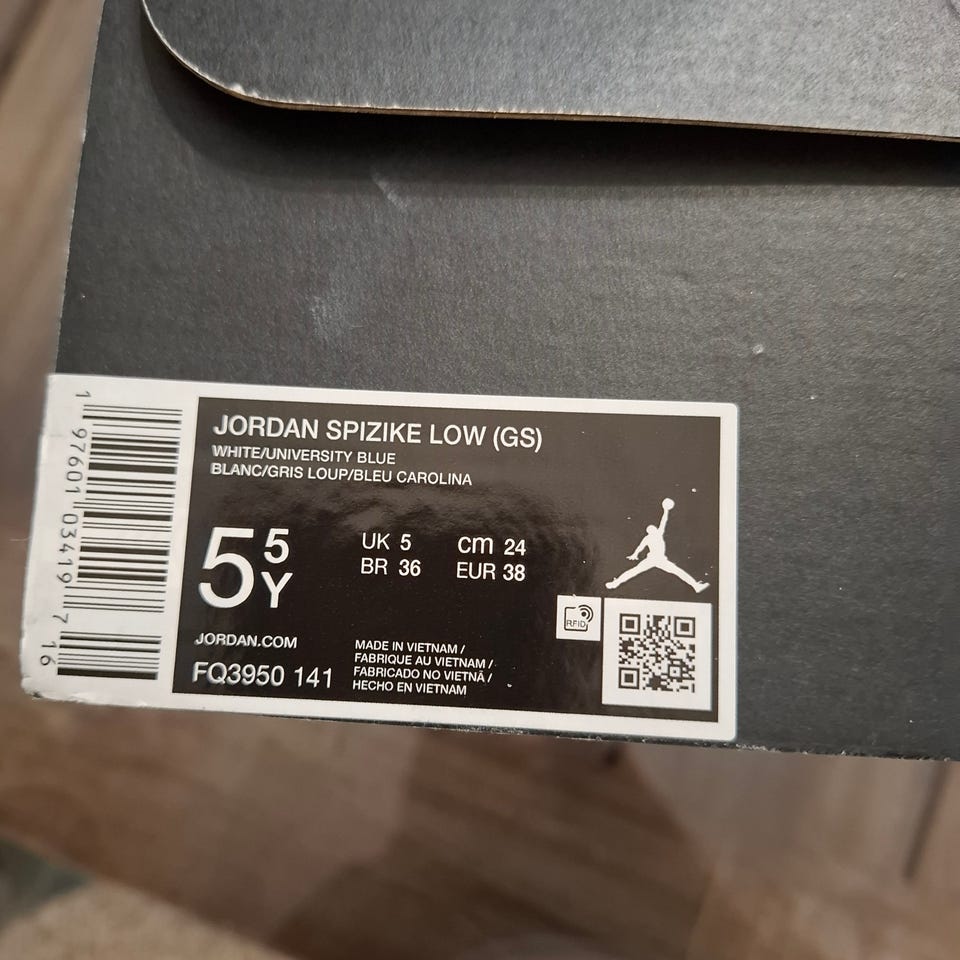 JORDAN SPIZIKE LOW (GS)
WHITE/UNIVERSITY BLUE
BLANC/GRIS LOUP/BLEU CAROLINA
5 5 Y
UK 5 cm 24
BR 36 EUR 38
RFID
JORDAN.COM
FQ3950 141
MADE IN VIETNAM /
FABRIQUE AU VIETNAM /
FABRICADO NO VIETNÃ /
HECHO EN VIETNAM
1 97601 03419 7 16